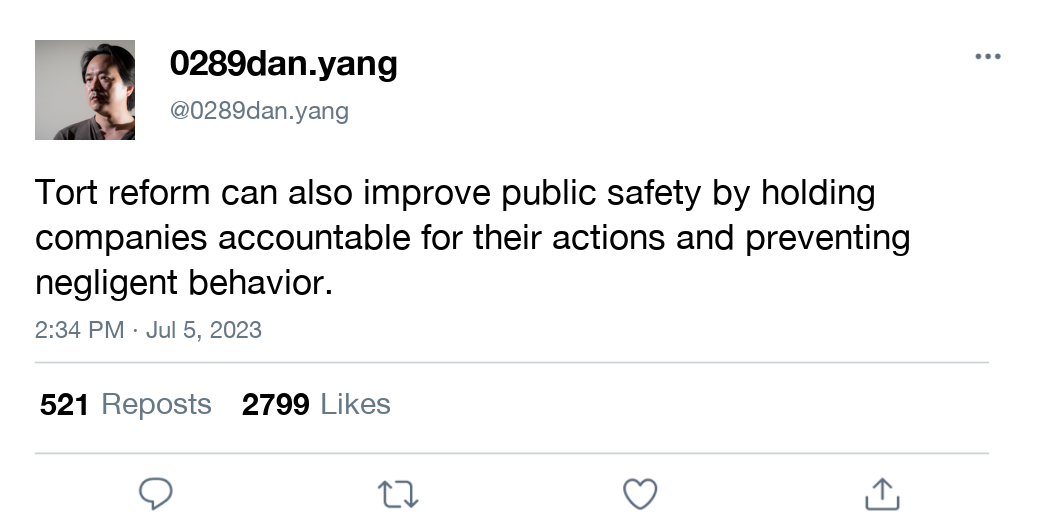 0289dan.yang
@0289dan.yang
Tort reform can also improve public safety by holding
companies accountable for their actions and preventing
negligent behavior.
2:34 PM · Jul 5, 2023
521 Reposts 2799 Likes